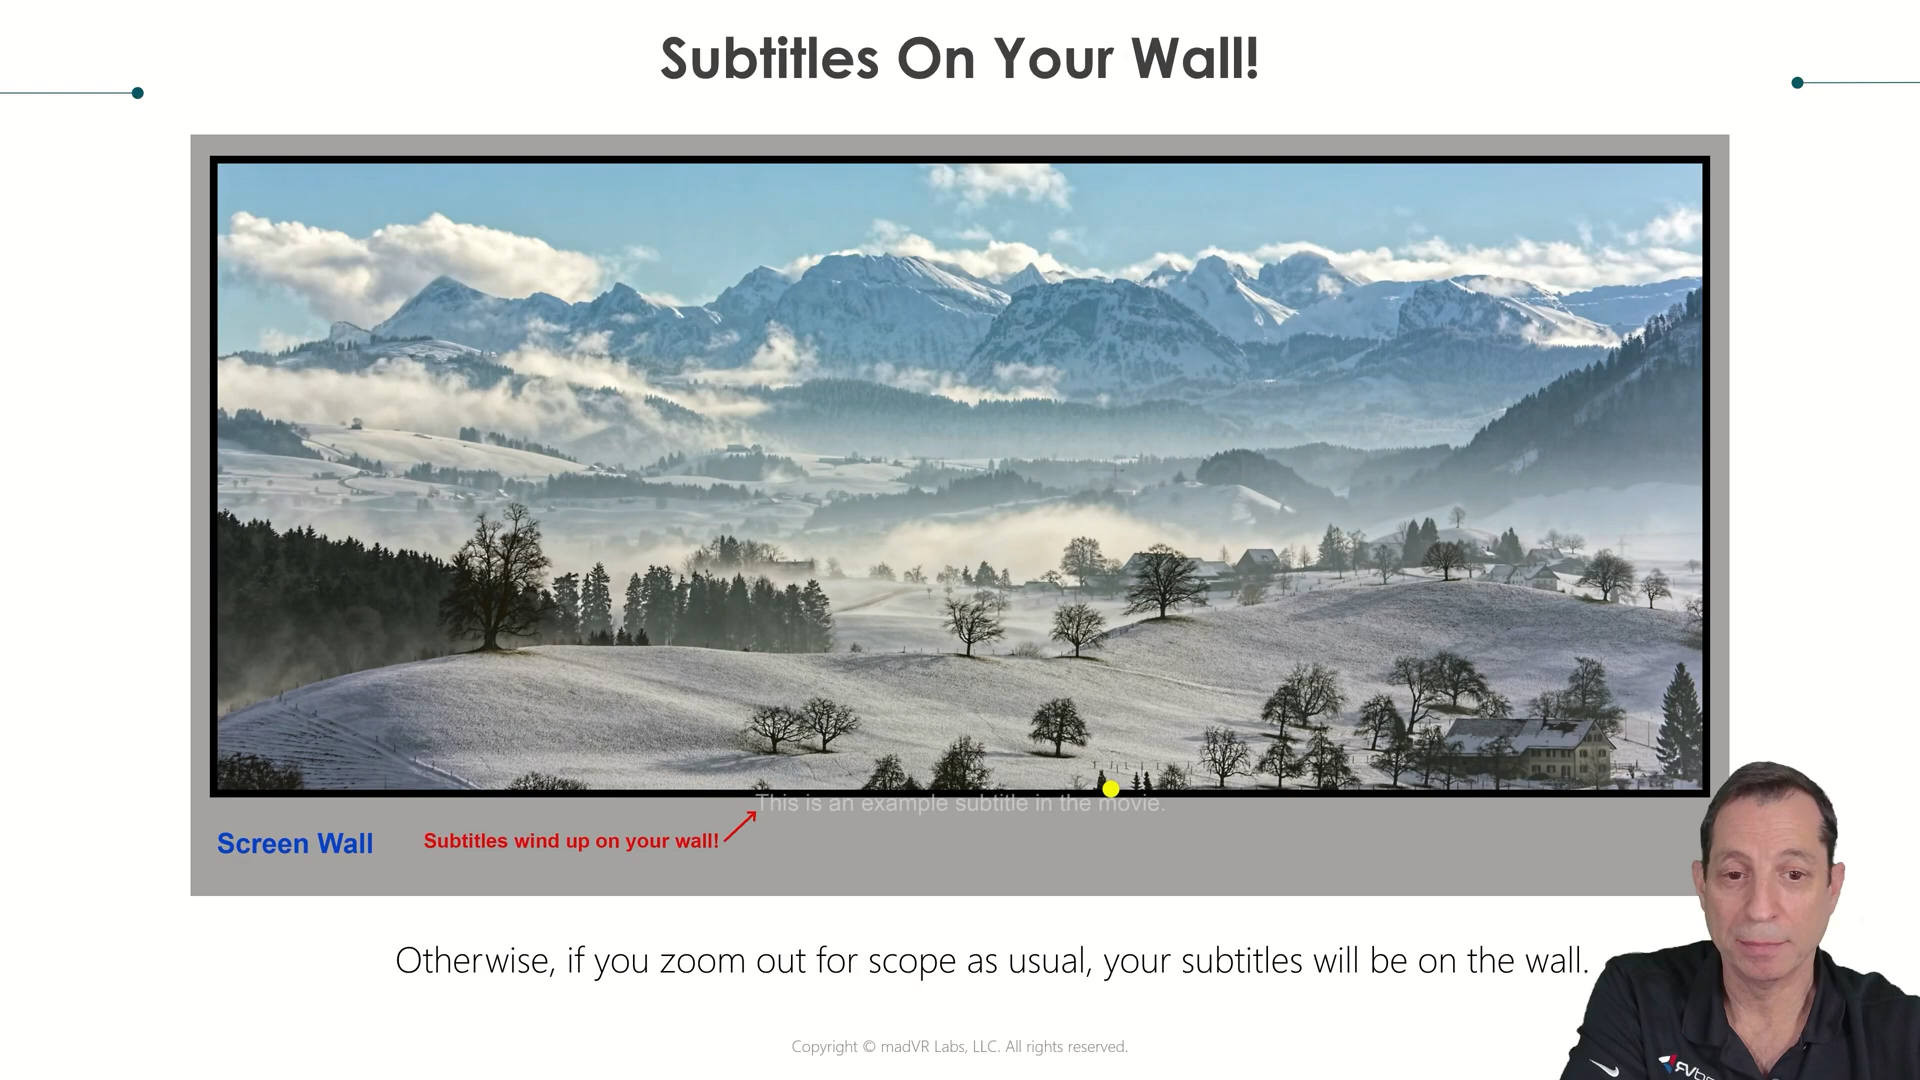 Subtitles On Your Wall!
This is an example subtitle in the movie.
Screen Wall
Subtitles wind up on your wall!
Otherwise, if you zoom out for scope as usual, your subtitles will be on the wall.
Copyright © madVR Labs, LLC. All rights reserved.